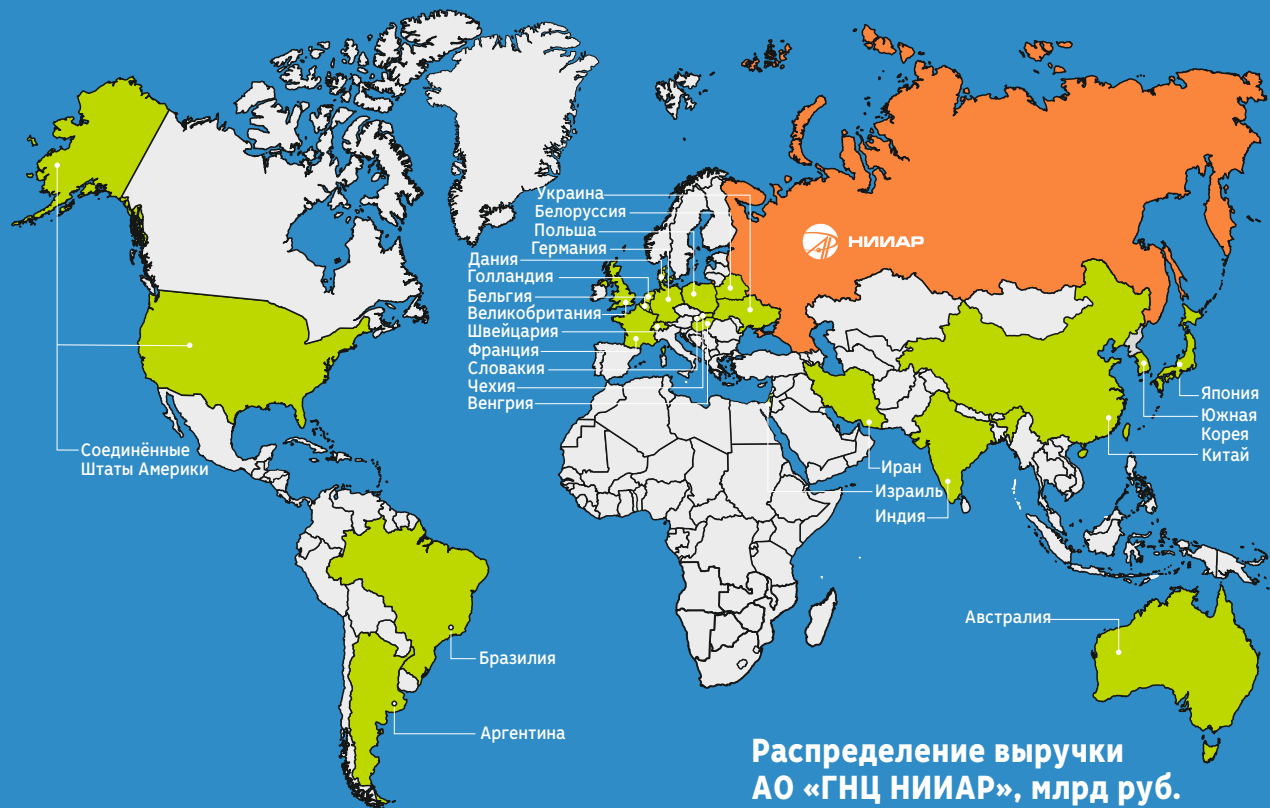 Украина
Белоруссия
Польша
Германия
Дания
Голландия
Бельгия
Великобритания
Швейцария
Франция
Словакия
Чехия
Венгрия
НИИАР
Соединённые
Штаты Америки
Япония
Южная
Корея
Китай
Иран
Израиль
Индия
Австралия
Бразилия
Аргентина
Распределение выручки
АО «ГНЦ НИИАР», млрд руб.